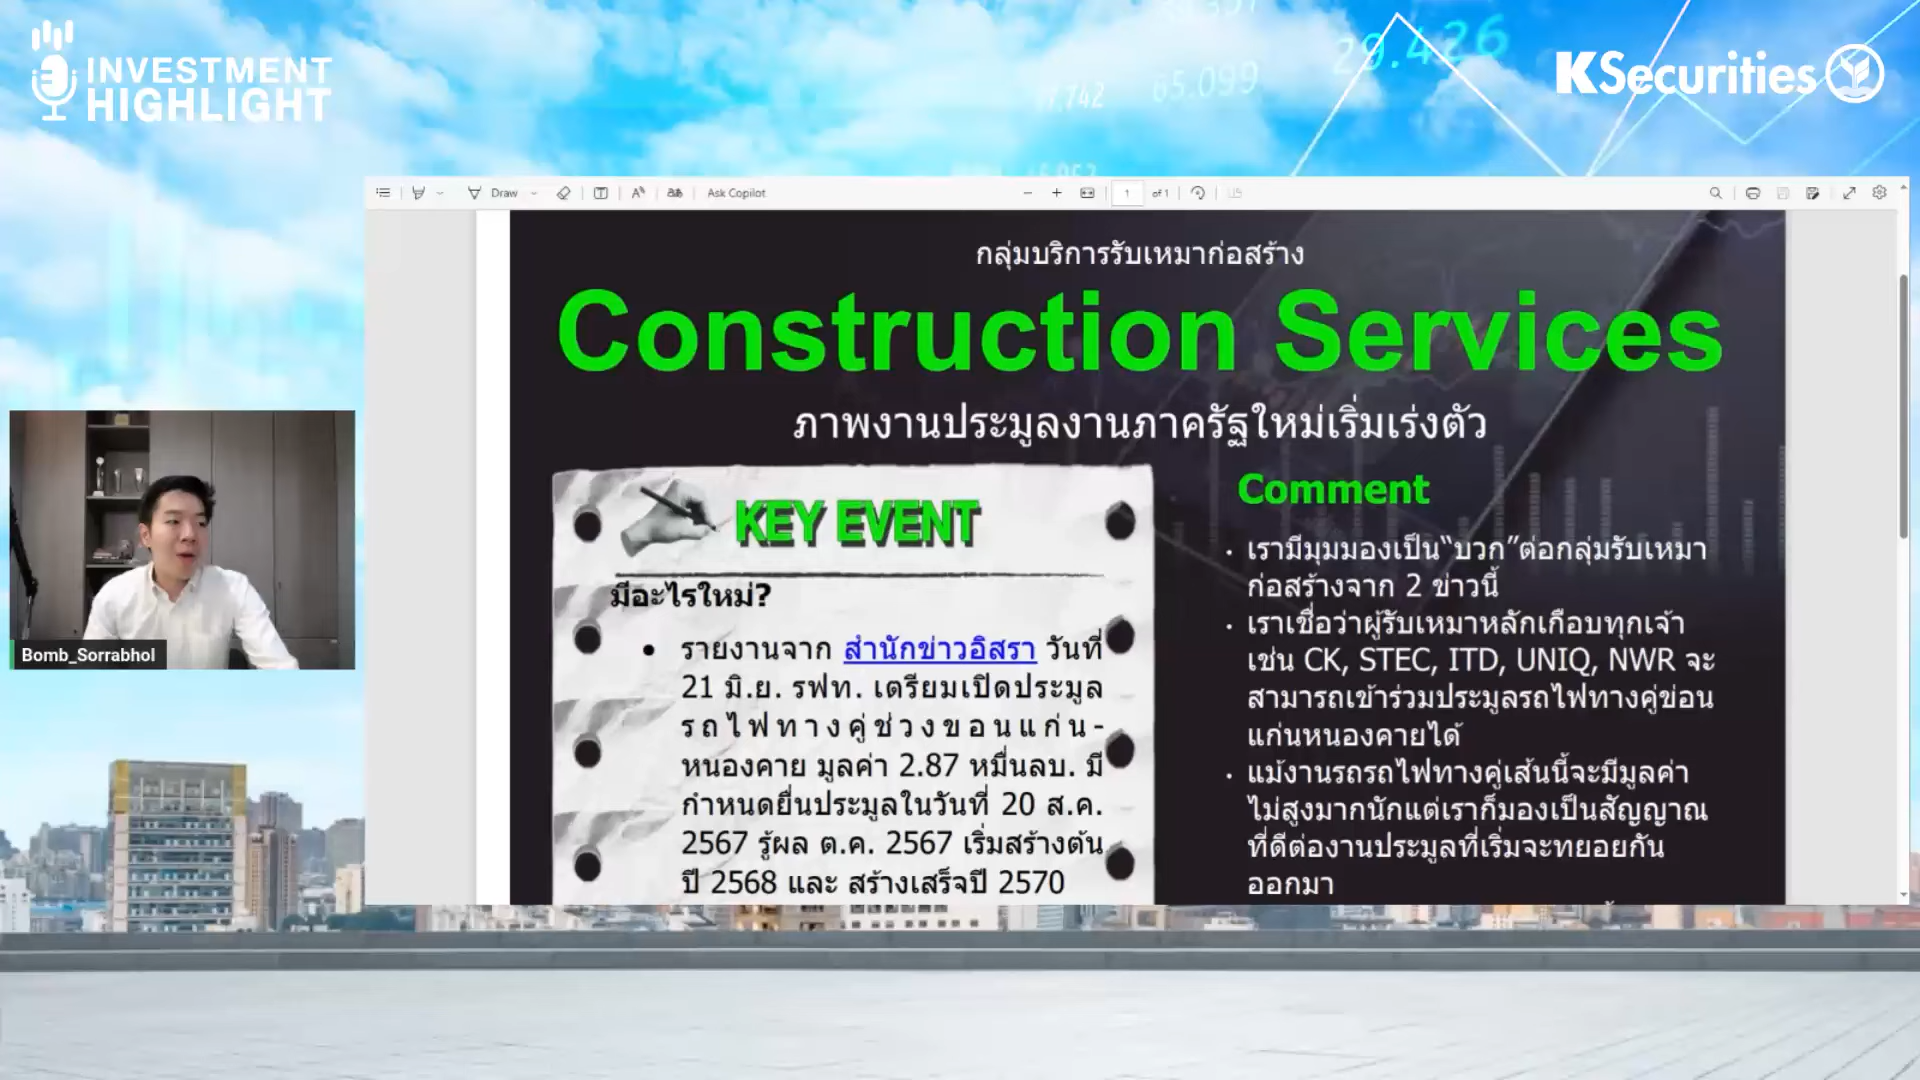 INVESTMENT
HIGHLIGHT
29.426
65.099
KSecurities
Draw
Ask Copilot
1
of 1
กลุ่มบริการรับเหมาก่อสร้าง
Construction Services
ภาพงานประมูลงานภาครัฐใหม่เริ่มเร่งตัว
KEY EVENT
มีอะไรใหม่?
• รายงานจาก สำนักข่าวอิสรา วันที่
21 มิ.ย. รฟท. เตรียมเปิดประมูล
รถไฟทางคู่ช่วงขอนแก่น-
หนองคาย มูลค่า 2.87 หมื่นลบ. มี
กำหนดยื่นประมูลในวันที่ 20 ส.ค.
2567 รู้ผล ต.ค. 2567 เริ่มสร้างต้น
ปี 2568 และ สร้างเสร็จปี 2570
Comment
• เรามีมุมมองเป็น“บวก”ต่อกลุ่มรับเหมา
ก่อสร้างจาก 2 ข่าวนี้
• เราเชื่อว่าผู้รับเหมาหลักเกือบทุกเจ้า
เช่น CK, STEC, ITD, UNIQ, NWR จะ
สามารถเข้าร่วมประมูลรถไฟทางคู่ข่อน
แก่นหนองคายได้
• แม้งานรถรถไฟทางคู่เส้นนี้จะมีมูลค่า
ไม่สูงมากนักแต่เราก็มองเป็นสัญญาณ
ที่ดีต่องานประมูลที่เริ่มจะทยอยกัน
ออกมา
Bomb_Sorrabhol